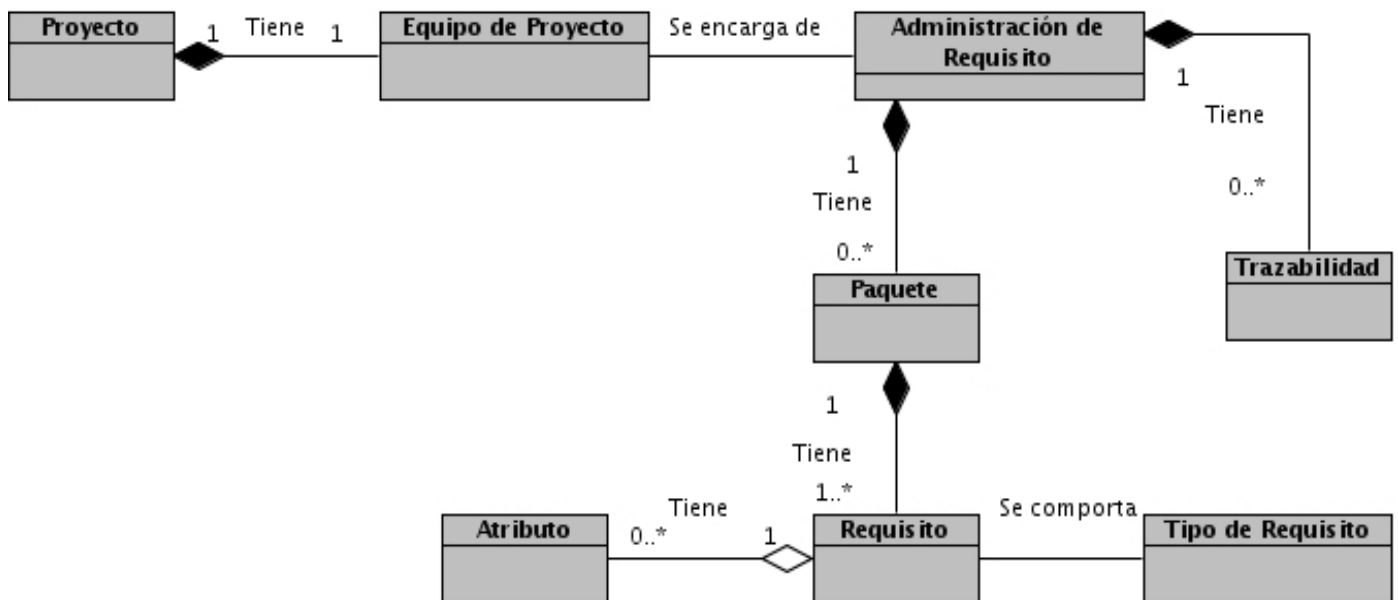 Proyecto
1
Tiene
1
Equipo de Proyecto
Se encarga de
Administración de
Requisito
1
Tiene
0..*
1
Tiene
0..*
Trazabilidad
Paquete
1
Tiene
1..*
Atributo
0..*
Tiene
1
Requisito
Se comporta
Tipo de Requisito